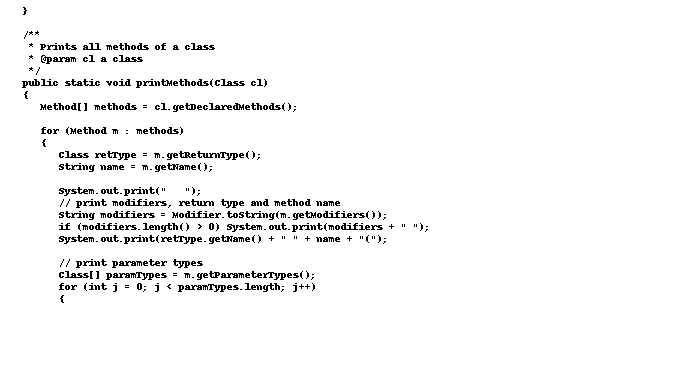 }
/**
 * Prints all methods of a class
 * @param cl a class
 */
public static void printMethods(Class cl)
{
   Method[] methods = cl.getDeclaredMethods();
   for (Method m : methods)
   {
      Class retType = m.getReturnType();
      String name = m.getName();
      System.out.print("   ");
      // print modifiers, return type and method name
      String modifiers = Modifier.toString(m.getModifiers());
      if (modifiers.length() > 0) System.out.print(modifiers + " ");
      System.out.print(retType.getName() + " " + name + "(");
      // print parameter types
      Class[] paramTypes = m.getParameterTypes();
      for (int j = 0; j < paramTypes.length; j++)
      {